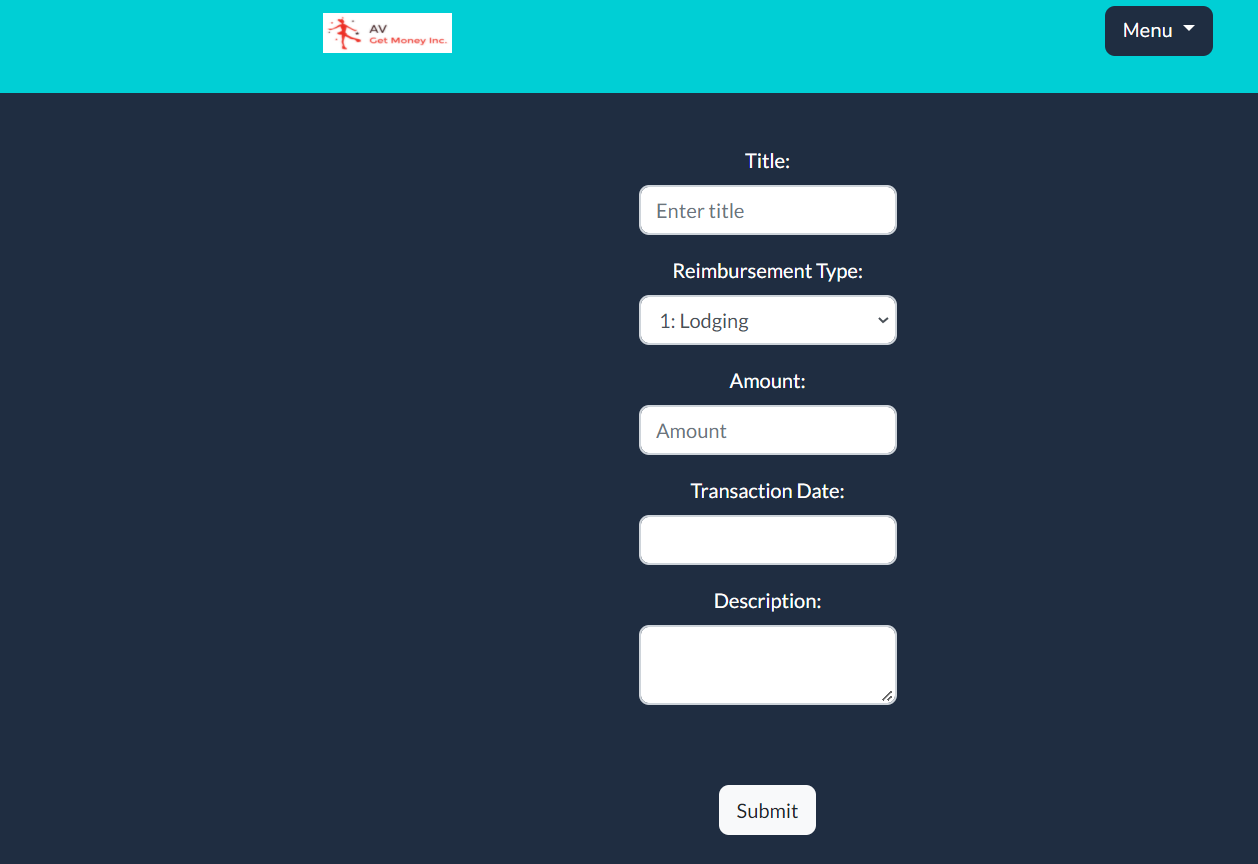 AV
Get Money Inc.
Menu
Title:
Enter title
Reimbursement Type:
1: Lodging
Amount:
Amount
Transaction Date:
Description:
Submit